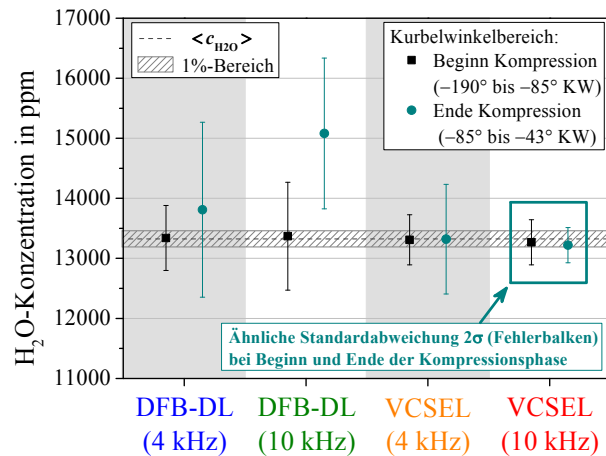 H₂O-Konzentration in ppm
17000
16000
15000
14000
13000
12000
11000
<c_H2O>
1%-Bereich
Kurbelwinkelbereich:
Beginn Kompression
(−190° bis −85° KW)
Ende Kompression
(−85° bis −43° KW)
Ähnliche Standardabweichung 2σ (Fehlerbalken)
bei Beginn und Ende der Kompressionsphase
DFB-DL
(4 kHz)
DFB-DL
(10 kHz)
VCSEL
(4 kHz)
VCSEL
(10 kHz)